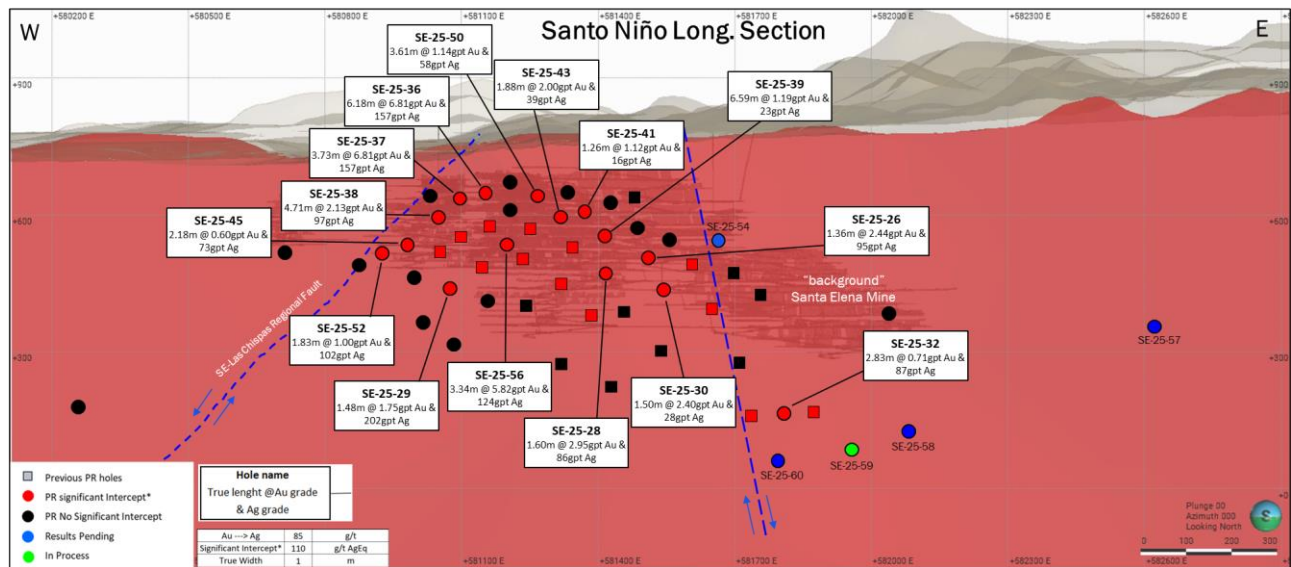 +580200 E
+580500 E
+580800 E
+581100 E
+581400 E
+581700 E
+582000 E
+582300 E
+582600 E
W
Santo Niño Long. Section
E
+900
+900
+600
+600
+300
+300
+0
SE-25-50
3.61m @ 1.14gpt Au &
58gpt Ag
SE-25-43
1.88m @ 2.00gpt Au &
39gpt Ag
SE-25-39
6.59m @ 1.19gpt Au &
23gpt Ag
SE-25-36
6.18m @ 6.81gpt Au &
157gpt Ag
SE-25-41
1.26m @ 1.12gpt Au &
16gpt Ag
SE-25-37
3.73m @ 6.81gpt Au &
157gpt Ag
SE-25-38
4.71m @ 2.13gpt Au &
97gpt Ag
SE-25-45
2.18m @ 0.60gpt Au &
73gpt Ag
SE-25-26
1.36m @ 2.44gpt Au &
95gpt Ag
SE-25-54
"background"
Santa Elena Mine
SE-Las Chispas Regional Fault
SE-25-52
1.83m @ 1.00gpt Au &
102gpt Ag
SE-25-57
SE-25-32
2.83m @ 0.71gpt Au &
87gpt Ag
SE-25-56
3.34m @ 5.82gpt Au &
124gpt Ag
SE-25-29
1.48m @ 1.75gpt Au &
202gpt Ag
SE-25-30
1.50m @ 2.40gpt Au &
28gpt Ag
SE-25-28
1.60m @ 2.95gpt Au &
86gpt Ag
SE-25-58
SE-25-59
SE-25-60
Previous PR holes
PR significant Intercept*
PR No Significant Intercept
Results Pending
In Process
Hole name
True lenght @Au grade
& Ag grade
Au ---> Ag 85 g/t
Significant Intercept* 110 g/t AgEq
True Width 1 m
Plunge 00
Azimuth 000
Looking North
S
0 100 200 300
+581100 E
+581400 E
+581700 E
+582000 E
+582300 E
+582600 E